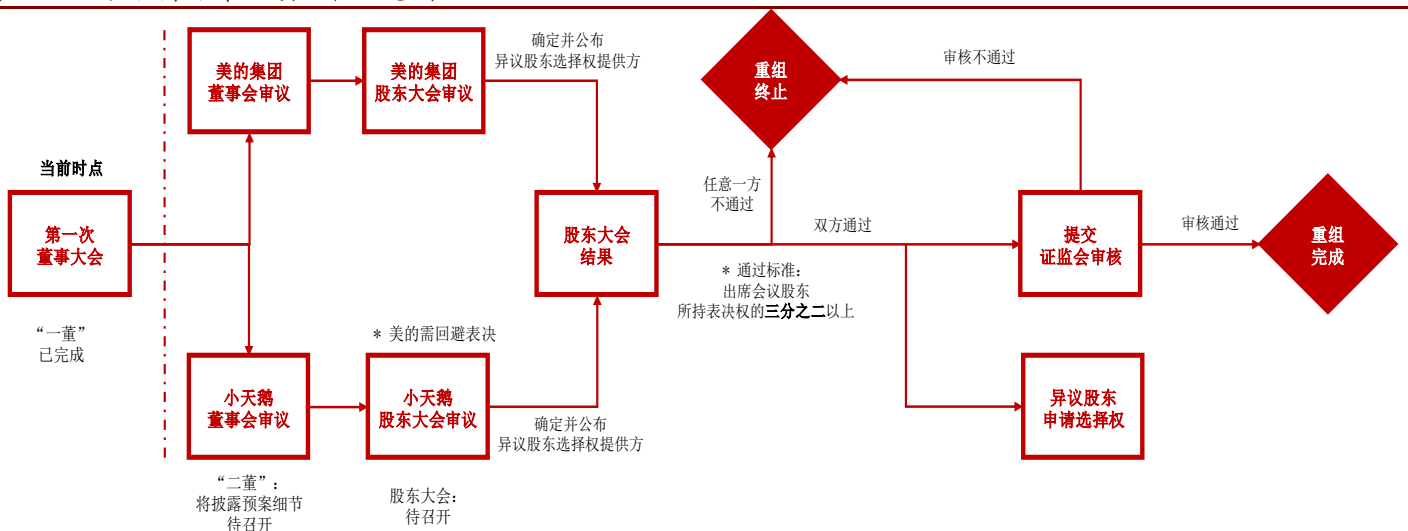 当前时点
第一次
董事大会
“一董”
已完成
美的集团
董事会审议
美的集团
股东大会审议
确定并公布
异议股东选择权提供方
小天鹅
董事会审议
“二董”：
将披露预案细节
待召开
* 美的需回避表决
小天鹅
股东大会审议
股东大会：
待召开
确定并公布
异议股东选择权提供方
股东大会
结果
任意一方
不通过
重组
终止
审核不通过
双方通过
* 通过标准：
出席会议股东
所持表决权的三分之二以上
提交
证监会审核
审核通过
重组
完成
异议股东
申请选择权